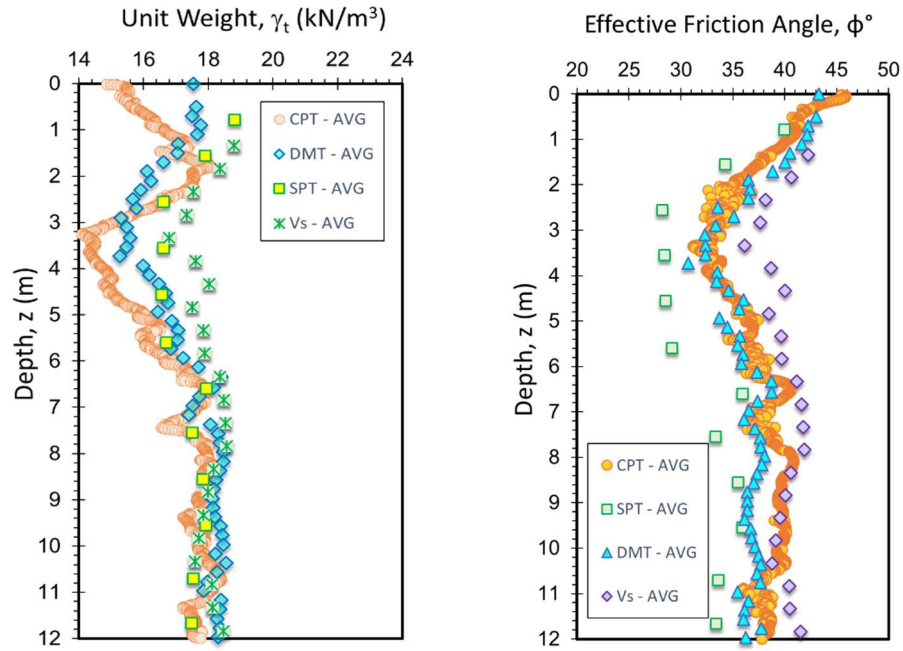 Unit Weight, γt (kN/m³)
14 16 18 20 22 24
0
1
2
3
4
5
6
7
8
9
10
11
12
Depth, z (m)
CPT - AVG
DMT - AVG
SPT - AVG
Vs - AVG
Effective Friction Angle, ϕ°
20 25 30 35 40 45 50
0
1
2
3
4
5
6
7
8
9
10
11
12
Depth, z (m)
CPT - AVG
SPT - AVG
DMT - AVG
Vs - AVG